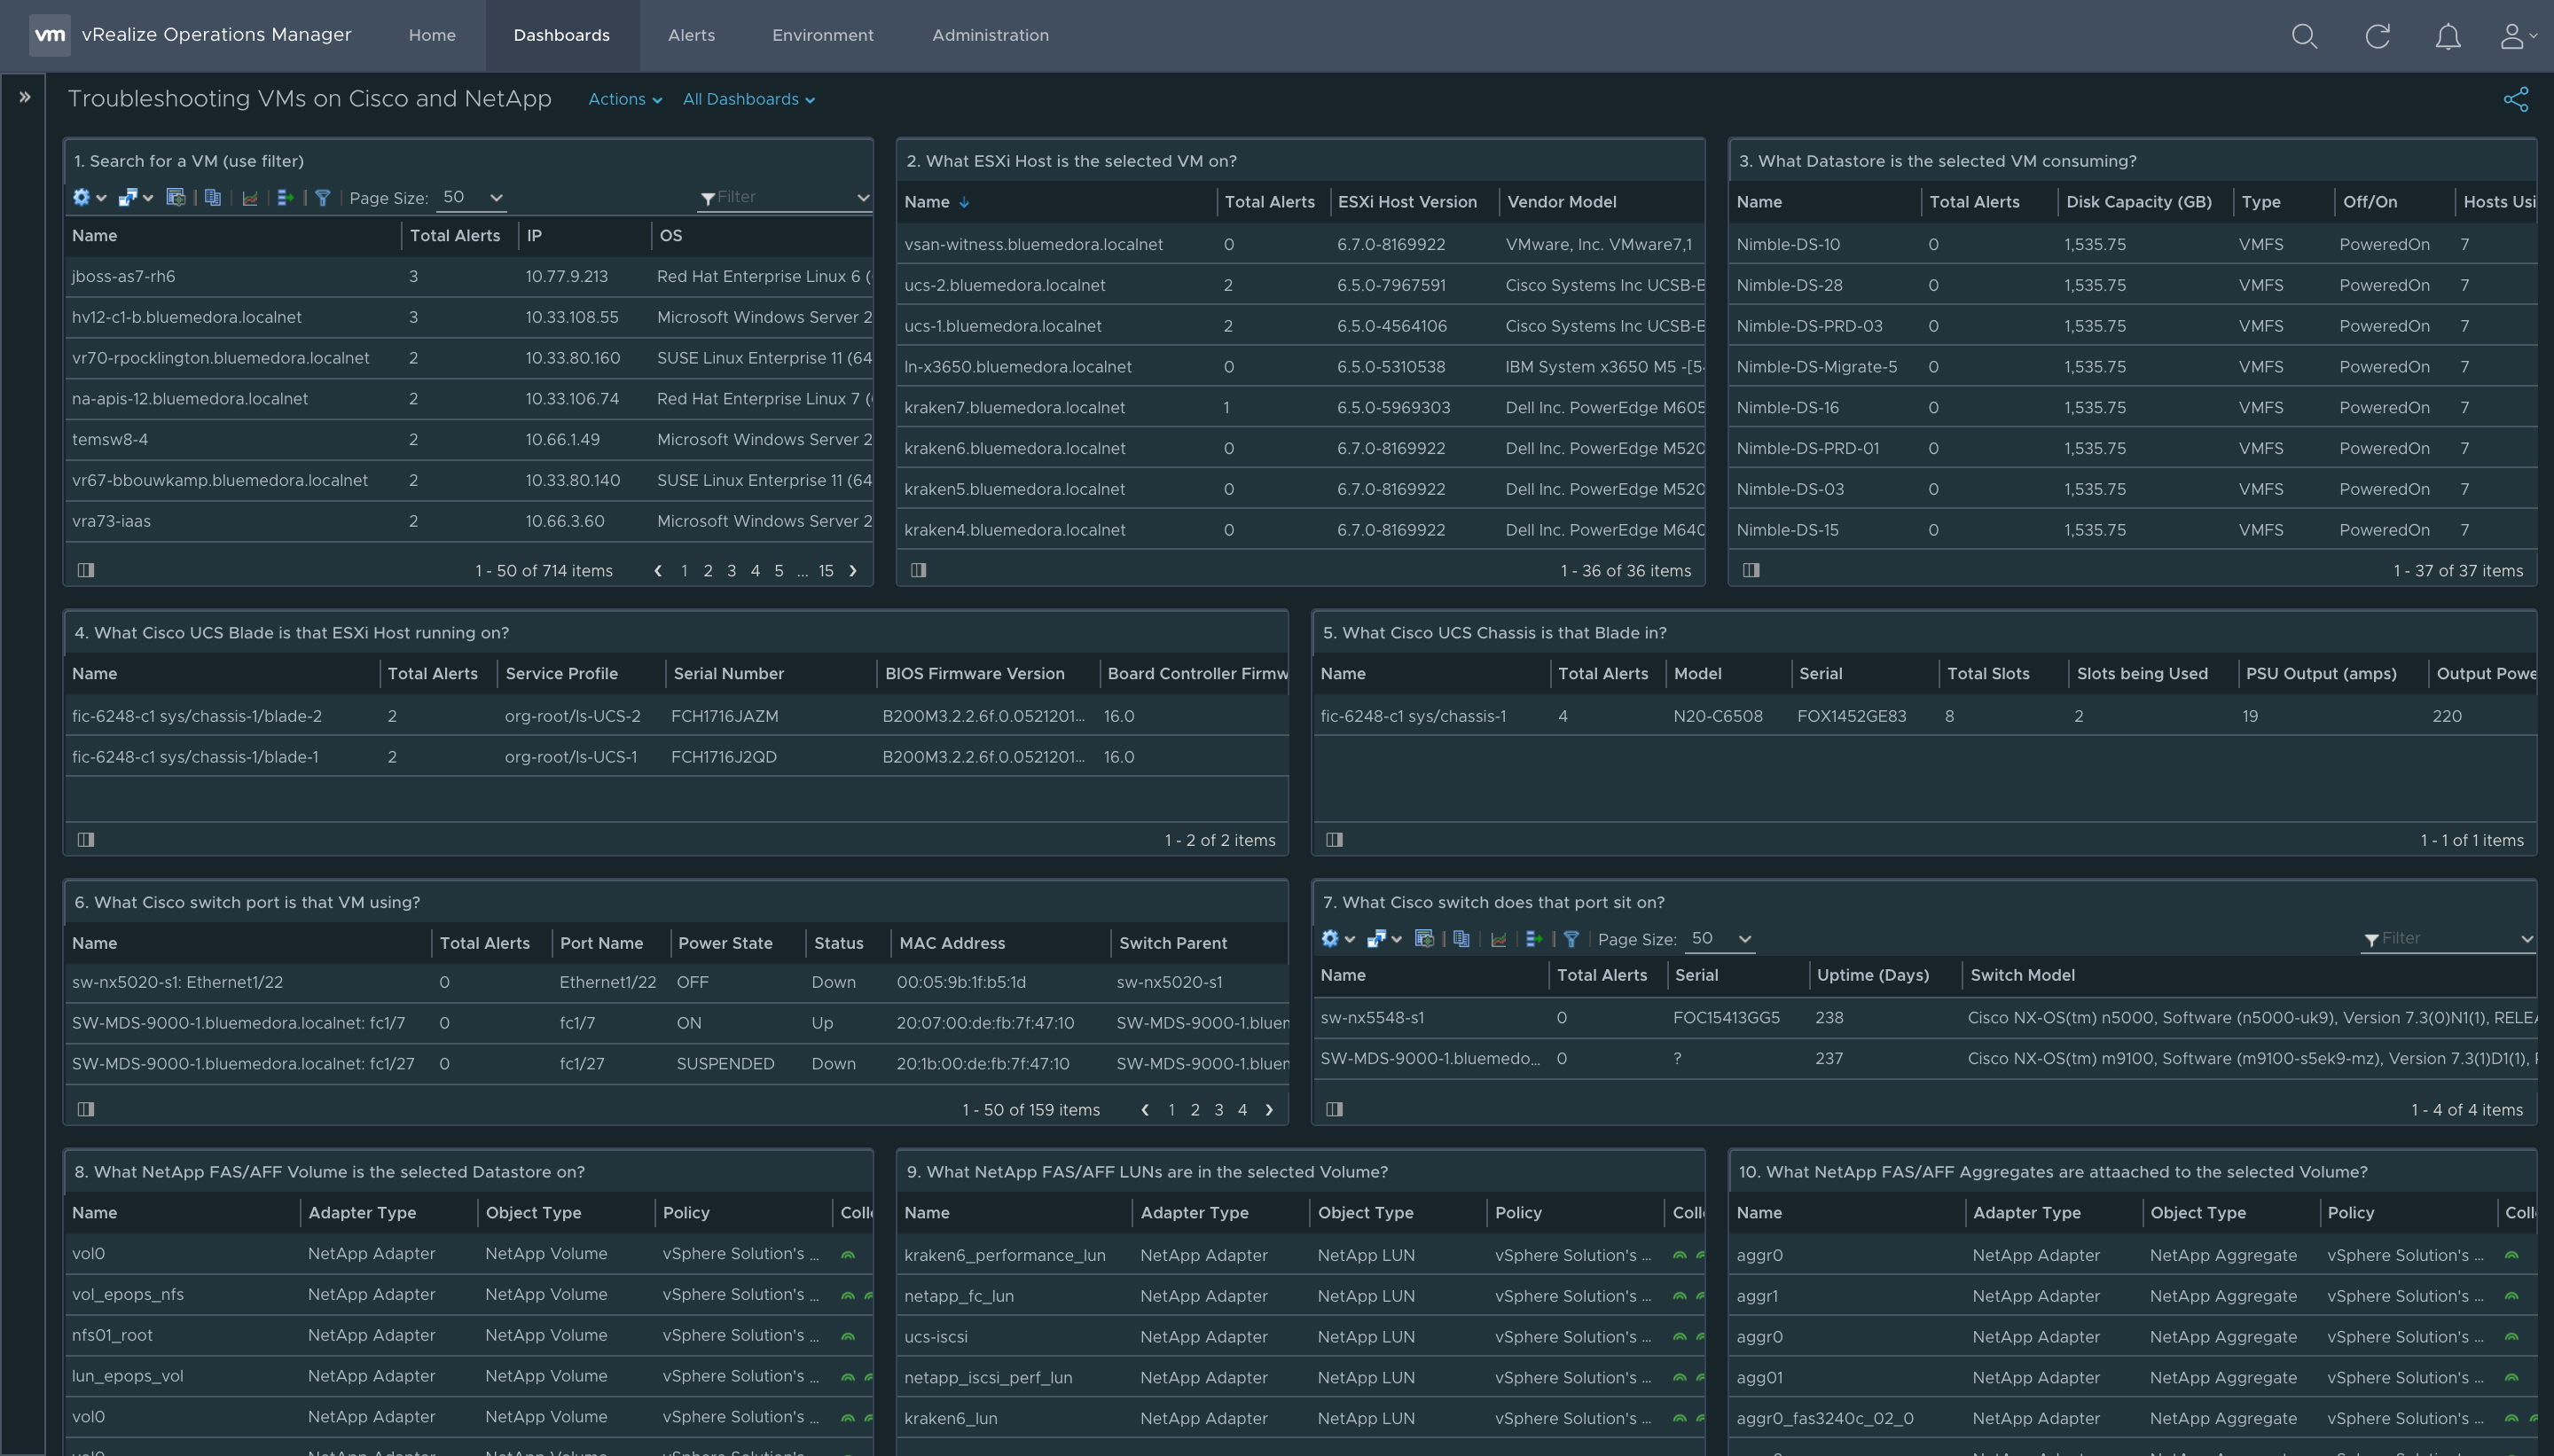 vm vRealize Operations Manager Home Dashboards Alerts Environment Administration
Troubleshooting VMs on Cisco and NetApp Actions All Dashboards
1. Search for a VM (use filter)
Page Size: 50 Filter
Name Total Alerts IP OS
jboss-as7-rh6 3 10.77.9.213 Red Hat Enterprise Linux 6 (
hv12-c1-b.bluemedora.localnet 3 10.33.108.55 Microsoft Windows Server 2
vr70-rpocklington.bluemedora.localnet 2 10.33.80.160 SUSE Linux Enterprise 11 (64
na-apis-12.bluemedora.localnet 2 10.33.106.74 Red Hat Enterprise Linux 7 (
temsw8-4 2 10.66.1.49 Microsoft Windows Server 2
vr67-bbouwkamp.bluemedora.localnet 2 10.33.80.140 SUSE Linux Enterprise 11 (64
vra73-iaas 2 10.66.3.60 Microsoft Windows Server 2
1 - 50 of 714 items 1 2 3 4 5 ... 15
2. What ESXi Host is the selected VM on?
Name Total Alerts ESXi Host Version Vendor Model
vsan-witness.bluemedora.localnet 0 6.7.0-8169922 VMware, Inc. VMware7,1
ucs-2.bluemedora.localnet 2 6.5.0-7967591 Cisco Systems Inc UCSB-B
ucs-1.bluemedora.localnet 2 6.5.0-4564106 Cisco Systems Inc UCSB-B
ln-x3650.bluemedora.localnet 0 6.5.0-5310538 IBM System x3650 M5 -[5
kraken7.bluemedora.localnet 1 6.5.0-5969303 Dell Inc. PowerEdge M605
kraken6.bluemedora.localnet 0 6.7.0-8169922 Dell Inc. PowerEdge M520
kraken5.bluemedora.localnet 0 6.7.0-8169922 Dell Inc. PowerEdge M520
kraken4.bluemedora.localnet 0 6.7.0-8169922 Dell Inc. PowerEdge M640
1 - 36 of 36 items
3. What Datastore is the selected VM consuming?
Name Total Alerts Disk Capacity (GB) Type Off/On Hosts Usi
Nimble-DS-10 0 1,535.75 VMFS PoweredOn 7
Nimble-DS-28 0 1,535.75 VMFS PoweredOn 7
Nimble-DS-PRD-03 0 1,535.75 VMFS PoweredOn 7
Nimble-DS-Migrate-5 0 1,535.75 VMFS PoweredOn 7
Nimble-DS-16 0 1,535.75 VMFS PoweredOn 7
Nimble-DS-PRD-01 0 1,535.75 VMFS PoweredOn 7
Nimble-DS-03 0 1,535.75 VMFS PoweredOn 7
Nimble-DS-15 0 1,535.75 VMFS PoweredOn 7
1 - 37 of 37 items
4. What Cisco UCS Blade is that ESXi Host running on?
Name Total Alerts Service Profile Serial Number BIOS Firmware Version Board Controller Firmw
fic-6248-c1 sys/chassis-1/blade-2 2 org-root/ls-UCS-2 FCH1716JAZM B200M3.2.2.6f.0.0521201... 16.0
fic-6248-c1 sys/chassis-1/blade-1 2 org-root/ls-UCS-1 FCH1716J2QD B200M3.2.2.6f.0.0521201... 16.0
1 - 2 of 2 items
5. What Cisco UCS Chassis is that Blade in?
Name Total Alerts Model Serial Total Slots Slots being Used PSU Output (amps) Output Powe
fic-6248-c1 sys/chassis-1 4 N20-C6508 FOX1452GE83 8 2 19 220
1 - 1 of 1 items
6. What Cisco switch port is that VM using?
Name Total Alerts Port Name Power State Status MAC Address Switch Parent
sw-nx5020-s1: Ethernet1/22 0 Ethernet1/22 OFF Down 00:05:9b:1f:b5:1d sw-nx5020-s1
SW-MDS-9000-1.bluemedora.localnet: fc1/7 0 fc1/7 ON Up 20:07:00:de:fb:7f:47:10 SW-MDS-9000-1.bluem
SW-MDS-9000-1.bluemedora.localnet: fc1/27 0 fc1/27 SUSPENDED Down 20:1b:00:de:fb:7f:47:10 SW-MDS-9000-1.bluem
1 - 50 of 159 items 1 2 3 4
7. What Cisco switch does that port sit on?
Page Size: 50 Filter
Name Total Alerts Serial Uptime (Days) Switch Model
sw-nx5548-s1 0 FOC15413GG5 238 Cisco NX-OS(tm) n5000, Software (n5000-uk9), Version 7.3(0)N1(1), RELEA
SW-MDS-9000-1.bluemedo... 0 ? 237 Cisco NX-OS(tm) m9100, Software (m9100-s5ek9-mz), Version 7.3(1)D1(1),
1 - 4 of 4 items
8. What NetApp FAS/AFF Volume is the selected Datastore on?
Name Adapter Type Object Type Policy Colle
vol0 NetApp Adapter NetApp Volume vSphere Solution's ...
vol_epops_nfs NetApp Adapter NetApp Volume vSphere Solution's ...
nfs01_root NetApp Adapter NetApp Volume vSphere Solution's ...
lun_epops_vol NetApp Adapter NetApp Volume vSphere Solution's ...
vol0 NetApp Adapter NetApp Volume vSphere Solution's ...
9. What NetApp FAS/AFF LUNs are in the selected Volume?
Name Adapter Type Object Type Policy Colle
kraken6_performance_lun NetApp Adapter NetApp LUN vSphere Solution's ...
netapp_fc_lun NetApp Adapter NetApp LUN vSphere Solution's ...
ucs-iscsi NetApp Adapter NetApp LUN vSphere Solution's ...
netapp_iscsi_perf_lun NetApp Adapter NetApp LUN vSphere Solution's ...
kraken6_lun NetApp Adapter NetApp LUN vSphere Solution's ...
10. What NetApp FAS/AFF Aggregates are attaached to the selected Volume?
Name Adapter Type Object Type Policy Colle
aggr0 NetApp Adapter NetApp Aggregate vSphere Solution's ...
aggr1 NetApp Adapter NetApp Aggregate vSphere Solution's ...
aggr0 NetApp Adapter NetApp Aggregate vSphere Solution's ...
agg01 NetApp Adapter NetApp Aggregate vSphere Solution's ...
aggr0_fas3240c_02_0 NetApp Adapter NetApp Aggregate vSphere Solution's ...